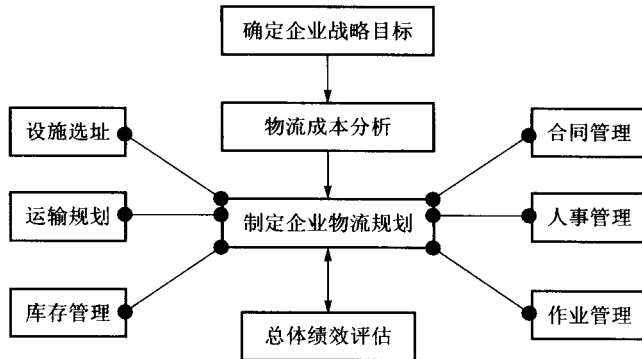 确定企业战略目标
物流成本分析
设施选址
合同管理
运输规划
制定企业物流规划
人事管理
库存管理
作业管理
总体绩效评估